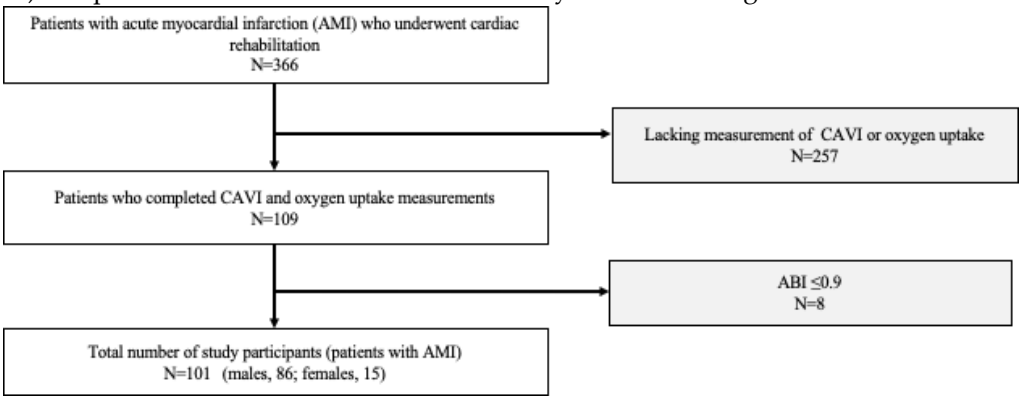 Patients with acute myocardial infarction (AMI) who underwent cardiac
rehabilitation
N=366
Lacking measurement of CAVI or oxygen uptake
N=257
Patients who completed CAVI and oxygen uptake measurements
N=109
ABI ≤0.9
N=8
Total number of study participants (patients with AMI)
N=101 (males, 86; females, 15)